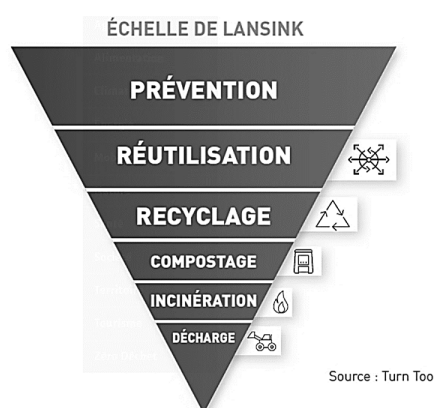 ÉCHELLE DE LANSINK
PRÉVENTION
RÉUTILISATION
RECYCLAGE
COMPOSTAGE
INCINÉRATION
DÉCHARGE
Source : Turn Too